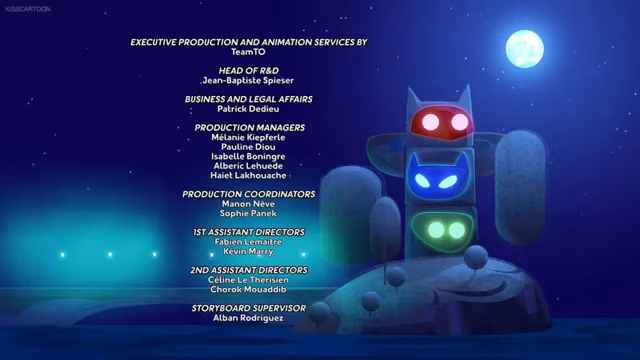 KISSCARTOON
EXECUTIVE PRODUCTION AND ANIMATION SERVICES BY
TeamTO
HEAD OF R&D
Jean-Baptiste Spieser
BUSINESS AND LEGAL AFFAIRS
Patrick Dedieu
PRODUCTION MANAGERS
Mélanie Kiepferle
Pauline Diou
Isabelle Boningre
Alberic Lehuede
Haiet Lakhouache
PRODUCTION COORDINATORS
Manon Nêve
Sophie Panek
1ST ASSISTANT DIRECTORS
Fabien Lemaitre
Kevin Marry
2ND ASSISTANT DIRECTORS
Céline Le Therisien
Chorok Mouaddib
STORYBOARD SUPERVISOR
Alban Rodriguez